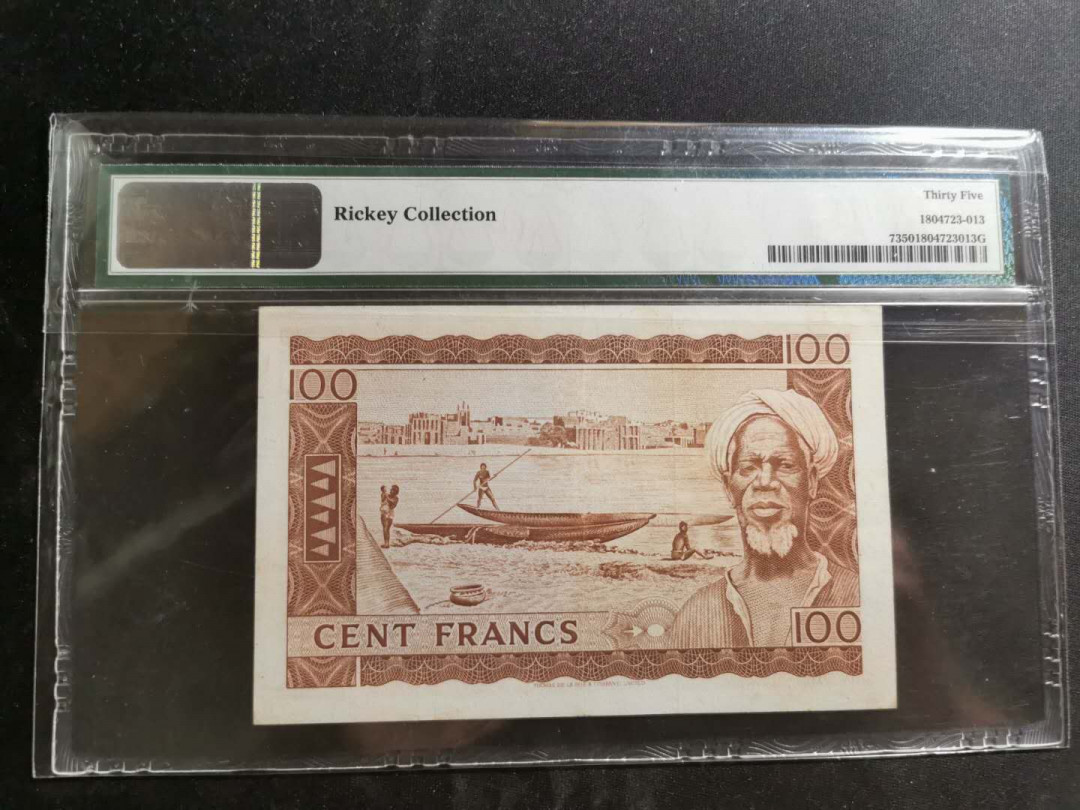 Rickey Collection
Thirty Five
1804723-013
73501804723013G
100
100
CENT FRANCS
100